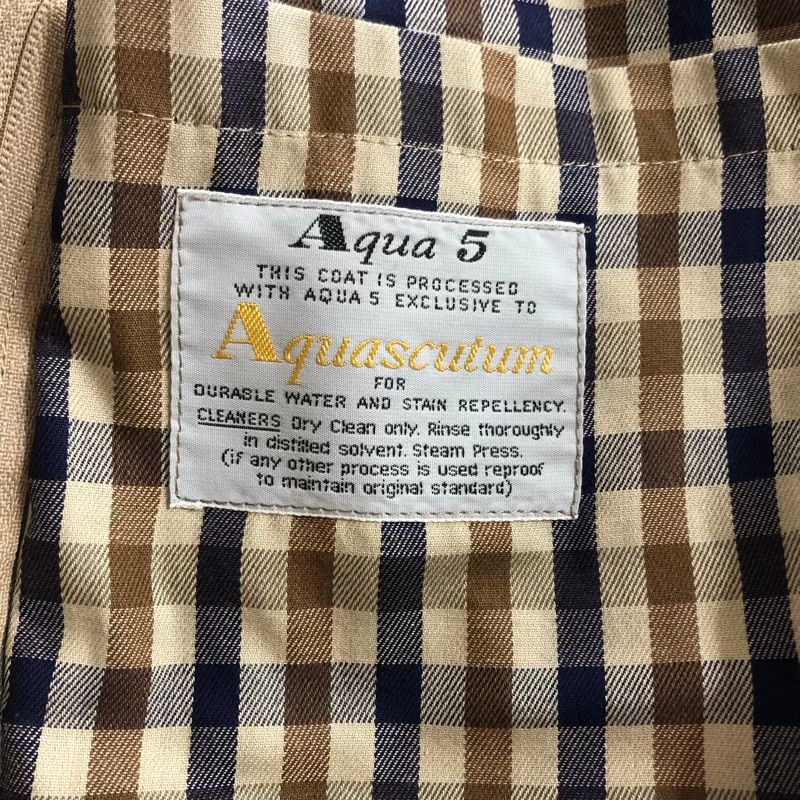 Aqua 5
THIS COAT IS PROCESSED
WITH AQUA 5 EXCLUSIVE TO
Aquascutum
FOR
DURABLE WATER AND STAIN REPELLENCY.
CLEANERS Dry Clean only. Rinse thoroughly
in distilled solvent. Steam Press.
(if any other process is used reproof
to maintain original standard)